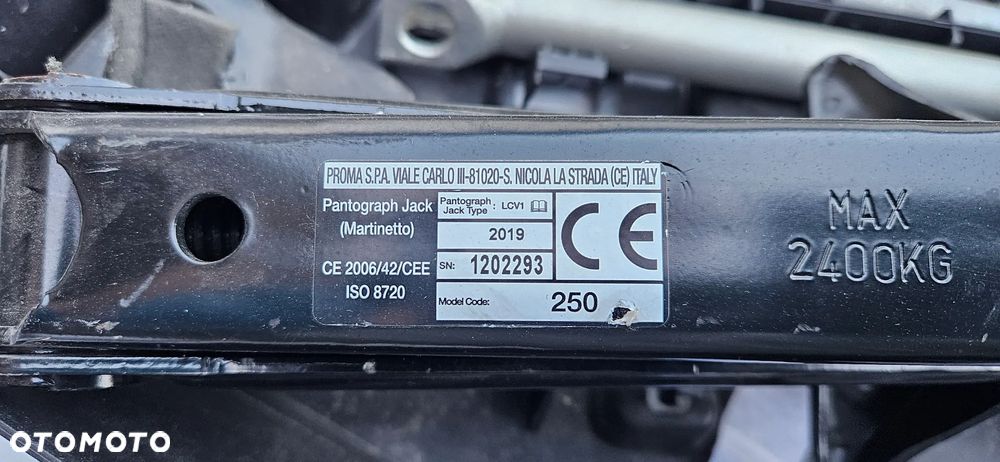 PROMA S.P.A. VIALE CARLO III-81020-S. NICOLA LA STRADA (CE) ITALY
Pantograph Jack
(Martinetto)
CE 2006/42/CEE
ISO 8720
Pantograph
Jack Type : LCV1
2019
SN: 1202293
Model Code: 250
CE
MAX
2400KG
OTOMOTO